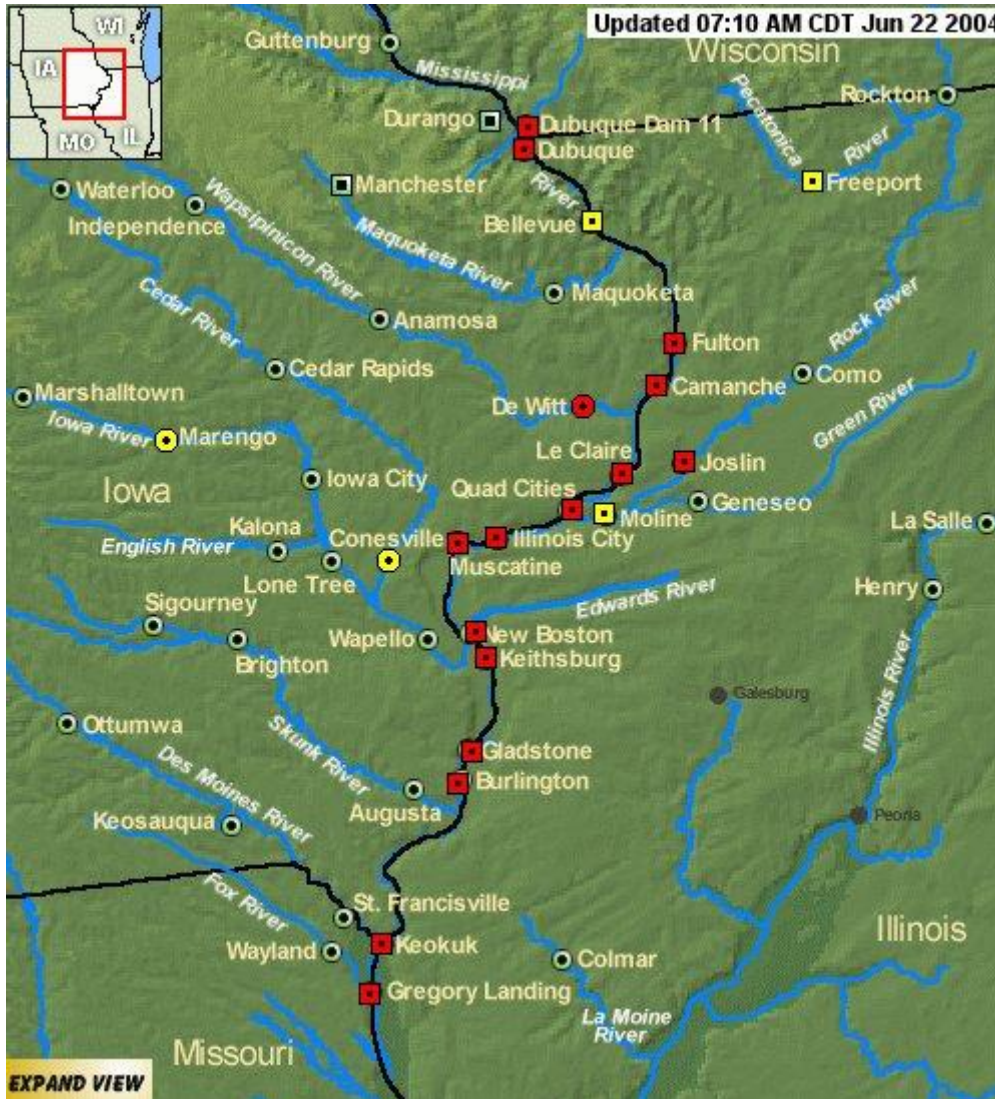 Updated 07:10 AM CDT Jun 22 2004
WI
IA
MO
IL
Guttenburg
Wisconsin
Mississippi
River
Pecatonica
River
Rockton
Durango
Dubuque Dam 11
Dubuque
Waterloo
Manchester
Freeport
Independence
Wapsipinicon River
Bellevue
Maquoketa River
Maquoketa
Cedar River
Anamosa
Rock River
Fulton
Cedar Rapids
Como
Marshalltown
Camanche
Green River
De Witt
Iowa River
Marengo
Le Claire
Joslin
Iowa
Iowa City
Quad Cities
Geneseo
Moline
Kalona
Conesville
Illinois City
La Salle
English River
Muscatine
Lone Tree
Edwards River
Henry
Sigourney
Wapello
New Boston
Brighton
Keithsburg
Illinois River
Galesburg
Ottumwa
Skunk River
Gladstone
Des Moines River
Burlington
Augusta
Keosauqua
Peoria
Fox River
St. Francisville
Illinois
Wayland
Keokuk
Colmar
Gregory Landing
La Moine
River
Missouri
EXPAND VIEW